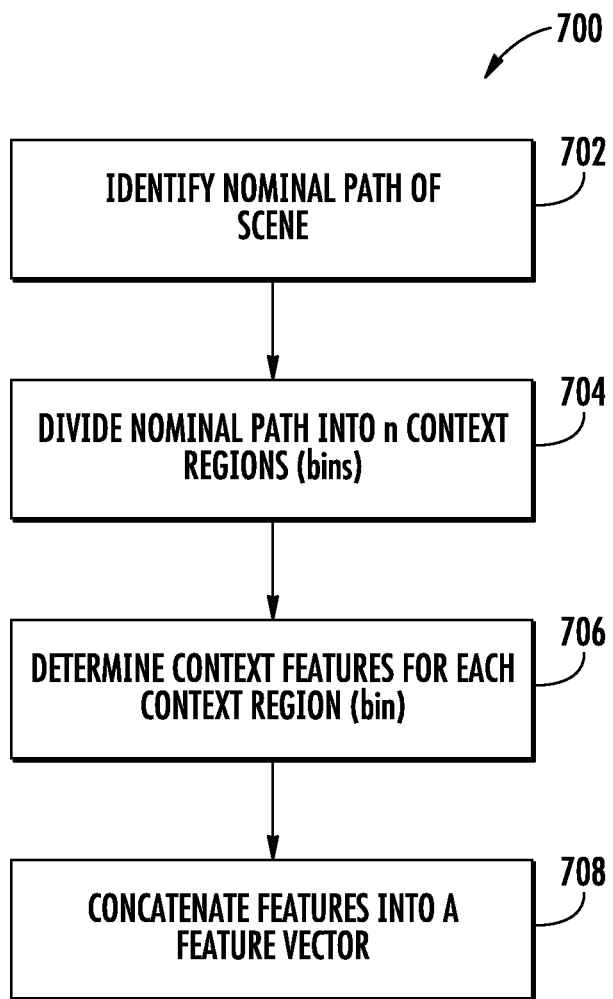 700
702
IDENTIFY NOMINAL PATH OF
SCENE
704
DIVIDE NOMINAL PATH INTO n CONTEXT
REGIONS (bins)
706
DETERMINE CONTEXT FEATURES FOR EACH
CONTEXT REGION (bin)
708
CONCATENATE FEATURES INTO A
FEATURE VECTOR